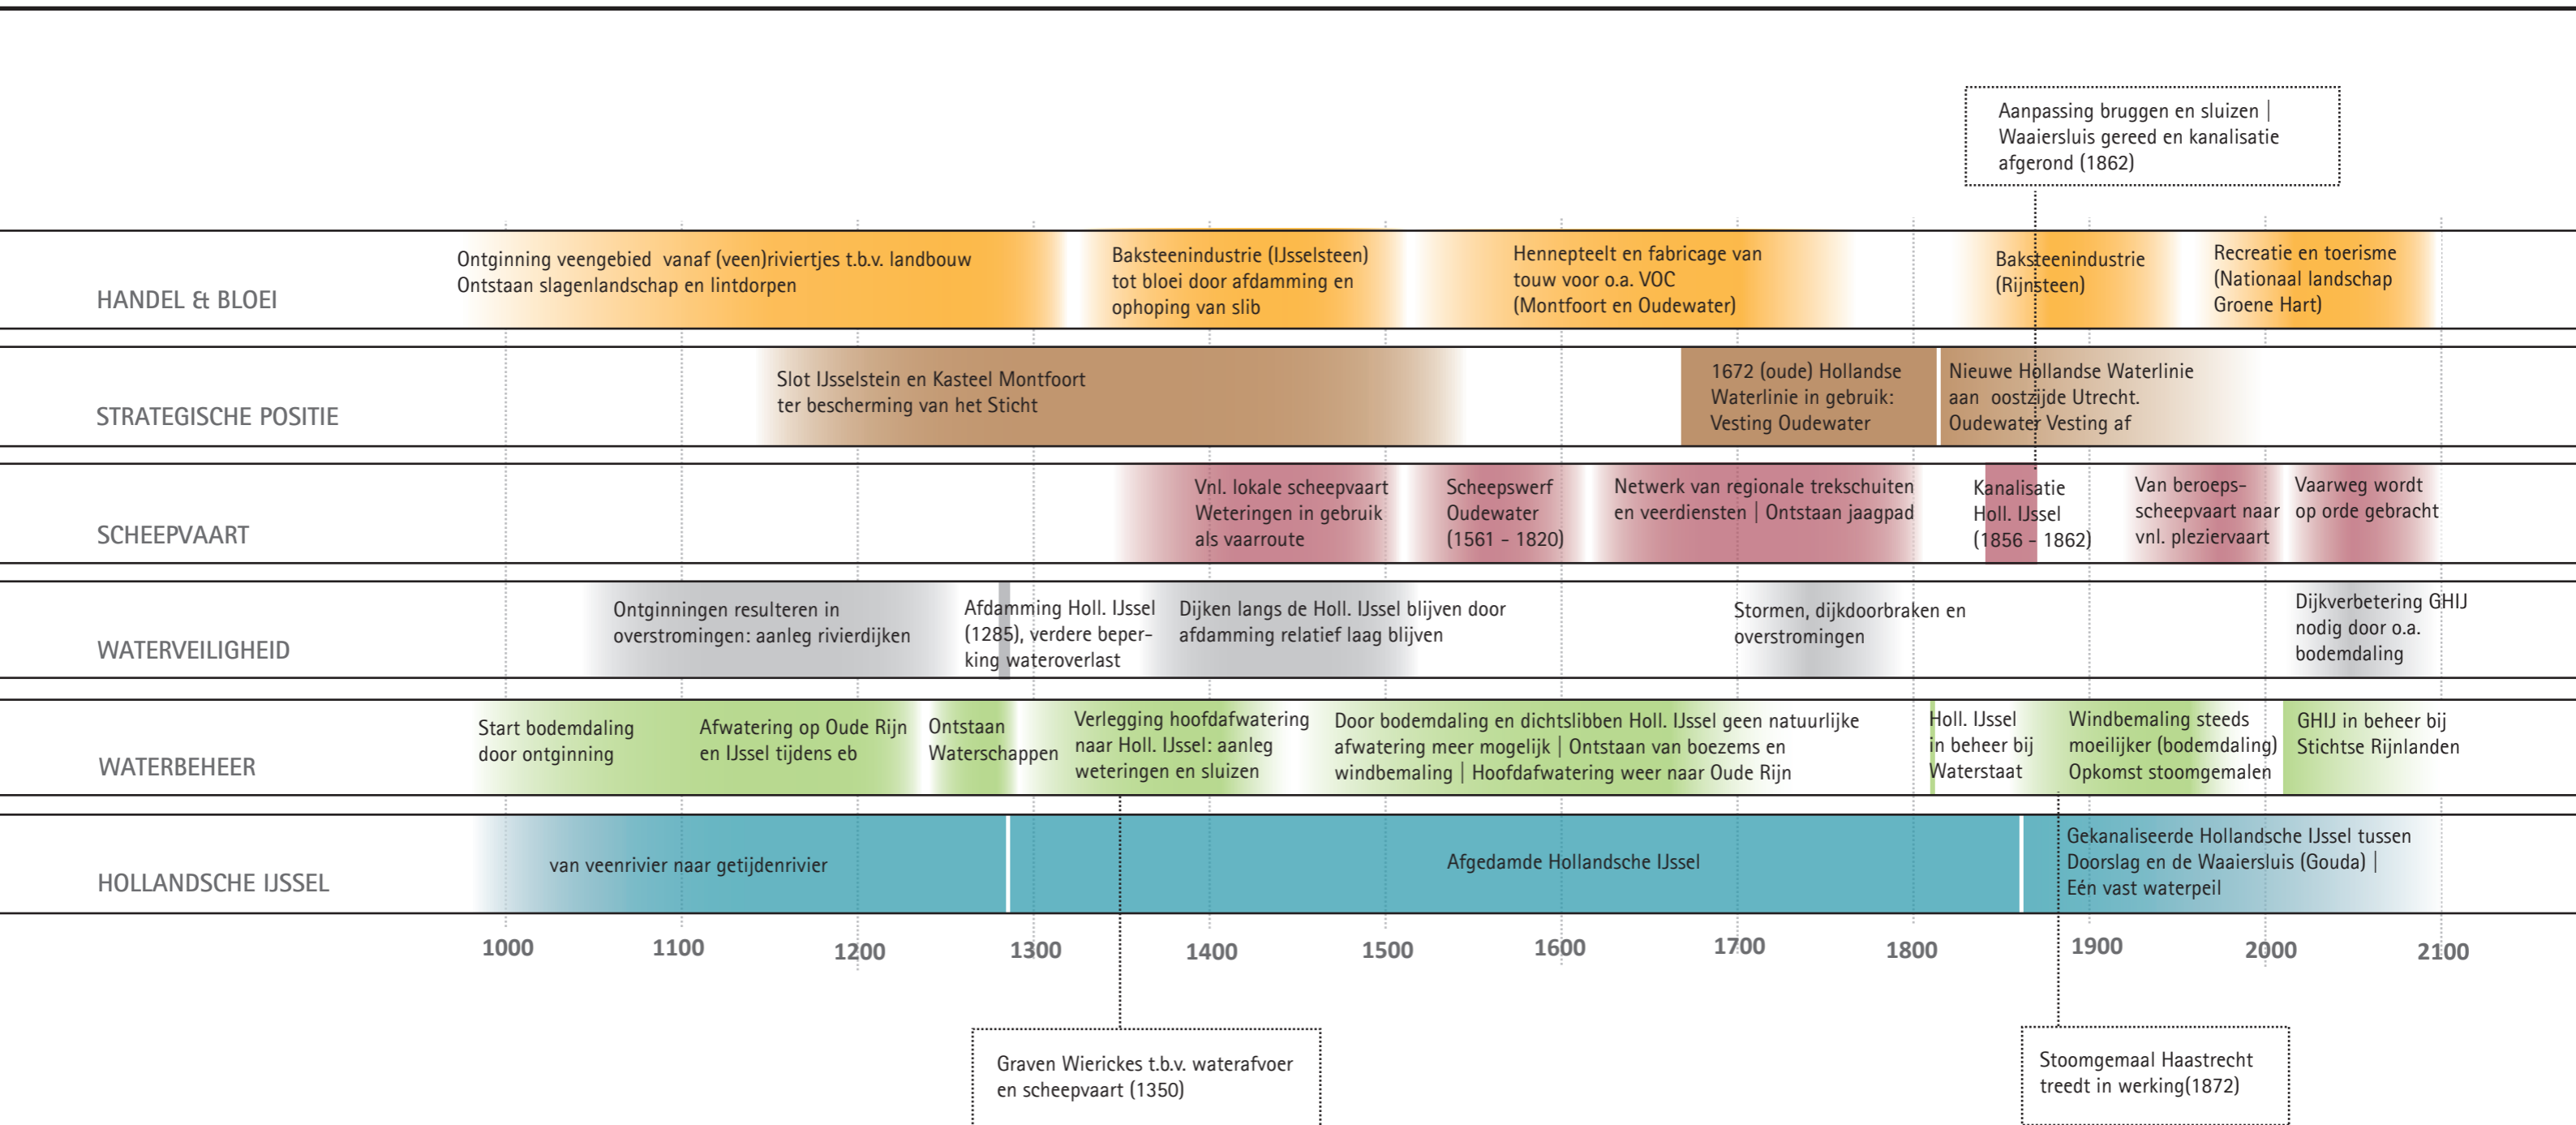 Aanpassing bruggen en sluizen |
Waaiersluis gereed en kanalisatie
afgerond (1862)
HANDEL & BLOEI
Ontginning veengebied vanaf (veen)riviertjes t.b.v. landbouw
Ontstaan slagenlandschap en lintdorpen
Baksteenindustrie (IJsselsteen)
tot bloei door afdamming en
ophoping van slib
Hennepteelt en fabricage van
touw voor o.a. VOC
(Montfoort en Oudewater)
Baksteenindustrie
(Rijnsteen)
Recreatie en toerisme
(Nationaal landschap
Groene Hart)
STRATEGISCHE POSITIE
Slot IJsselstein en Kasteel Montfoort
ter bescherming van het Sticht
1672 (oude) Hollandse
Waterlinie in gebruik:
Vesting Oudewater
Nieuwe Hollandse Waterlinie
aan oostzijde Utrecht.
Oudewater Vesting af
SCHEEPVAART
Vnl. lokale scheepvaart
Weteringen in gebruik
als vaarroute
Scheepswerf
Oudewater
(1561 - 1820)
Netwerk van regionale trekschuiten
en veerdiensten | Ontstaan jaagpad
Kanalisatie
Holl. IJssel
(1856 - 1862)
Van beroeps-
scheepvaart naar
vnl. pleziervaart
Vaarweg wordt
op orde gebracht
WATERVEILIGHEID
Ontginningen resulteren in
overstromingen: aanleg rivierdijken
Afdamming Holl. IJssel
(1285), verdere beper-
king wateroverlast
Dijken langs de Holl. IJssel blijven door
afdamming relatief laag blijven
Stormen, dijkdoorbraken en
overstromingen
Dijkverbetering GHIJ
nodig door o.a.
bodemdaling
WATERBEHEER
Start bodemdaling
door ontginning
Afwatering op Oude Rijn
en IJssel tijdens eb
Ontstaan
Waterschappen
Verlegging hoofdafwatering
naar Holl. IJssel: aanleg
weteringen en sluizen
Door bodemdaling en dichtslibben Holl. IJssel geen natuurlijke
afwatering meer mogelijk | Ontstaan van boezems en
windbemaling | Hoofdafwatering weer naar Oude Rijn
Holl. IJssel
in beheer bij
Waterstaat
Windbemaling steeds
moeilijker (bodemdaling)
Opkomst stoomgemalen
GHIJ in beheer bij
Stichtse Rijnlanden
HOLLANDSCHE IJSSEL
van veenrivier naar getijdenrivier
Afgedamde Hollandsche IJssel
Gekanaliseerde Hollandsche IJssel tussen
Doorslag en de Waaiersluis (Gouda) |
Eén vast waterpeil
1000 1100 1200 1300 1400 1500 1600 1700 1800 1900 2000 2100
Graven Wierickes t.b.v. waterafvoer
en scheepvaart (1350)
Stoomgemaal Haastrecht
treedt in werking(1872)